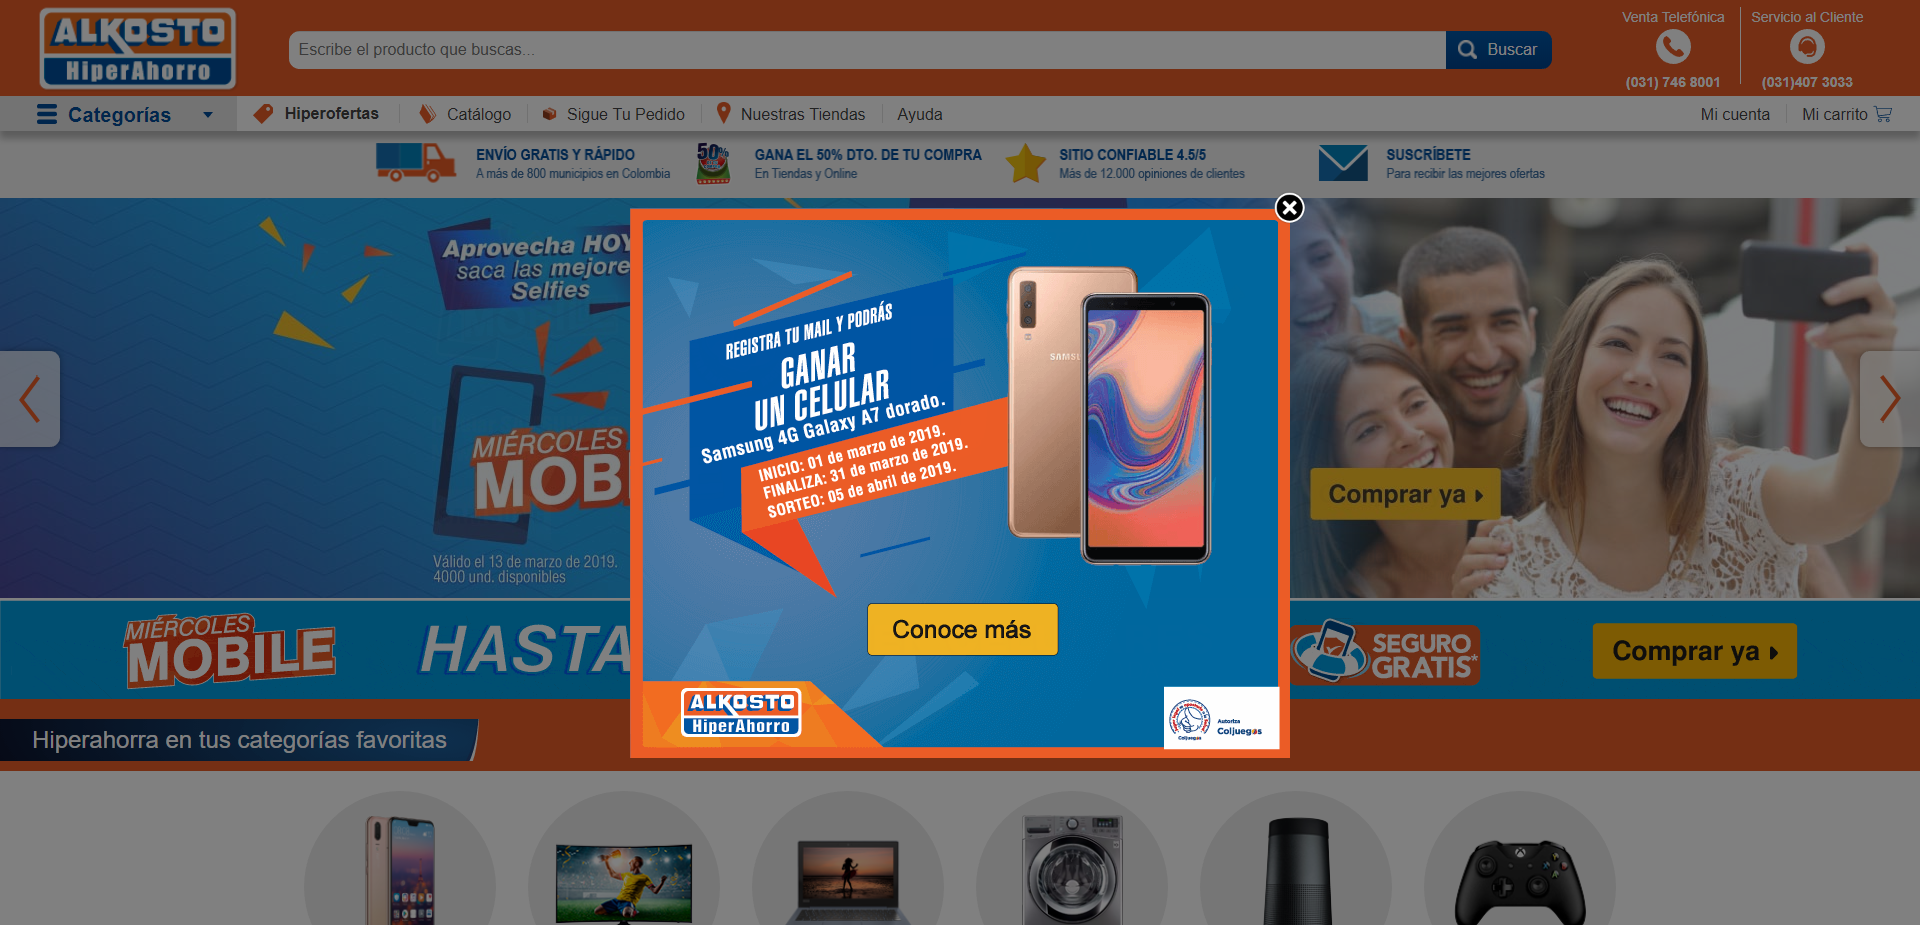 ALKOSTO
HiperAhorro
Escribe el producto que buscas...
Buscar
Venta Telefónica
(031) 746 8001
Servicio al Cliente
(031)407 3033
Categorías
Hiperofertas
Catálogo
Sigue Tu Pedido
Nuestras Tiendas
Ayuda
Mi cuenta
Mi carrito
ENVÍO GRATIS Y RÁPIDO
A más de 800 municipios en Colombia
50%
GANA EL 50% DTO. DE TU COMPRA
En Tiendas y Online
SITIO CONFIABLE 4.5/5
Más de 12.000 opiniones de clientes
SUSCRÍBETE
Para recibir las mejores ofertas
Aprovecha HOY
saca las mejore
Selfies
MIÉRCOLES
MOB
Válido el 13 de marzo de 2019.
4000 und. disponibles
REGISTRA TU MAIL Y PODRÁS
GANAR
UN CELULAR
Samsung 4G Galaxy A7 dorado.
INICIO: 01 de marzo de 2019.
FINALIZA: 31 de marzo de 2019.
SORTEO: 05 de abril de 2019.
SAMSU
Conoce más
ALKOSTO
HiperAhorro
Coljuegos
Autoriza
Coljuegos
Comprar ya
MIÉRCOLES
MOBILE
HASTA
SEGURO
GRATIS*
Comprar ya
Hiperahorra en tus categorías favoritas